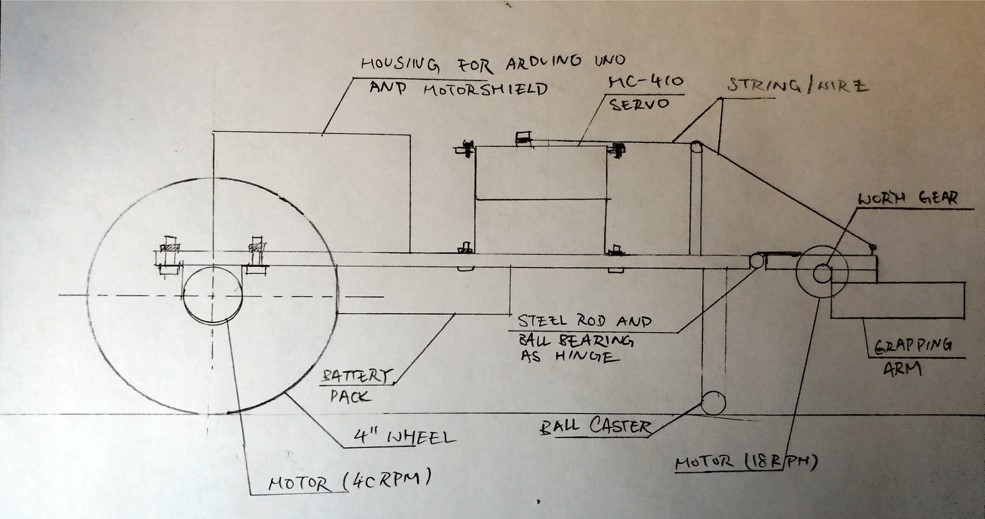 HOUSING FOR ARDUINO UNO
AND MOTORSHIELD
MC-410
SERVO
STRING/WIRE
WORM GEAR
STEEL ROD AND
BALL BEARING
AS HINGE
GRAPPING
ARM
BATTERY
PACK
BALL CASTER
4" WHEEL
MOTOR (18RPM)
MOTOR (40RPM)